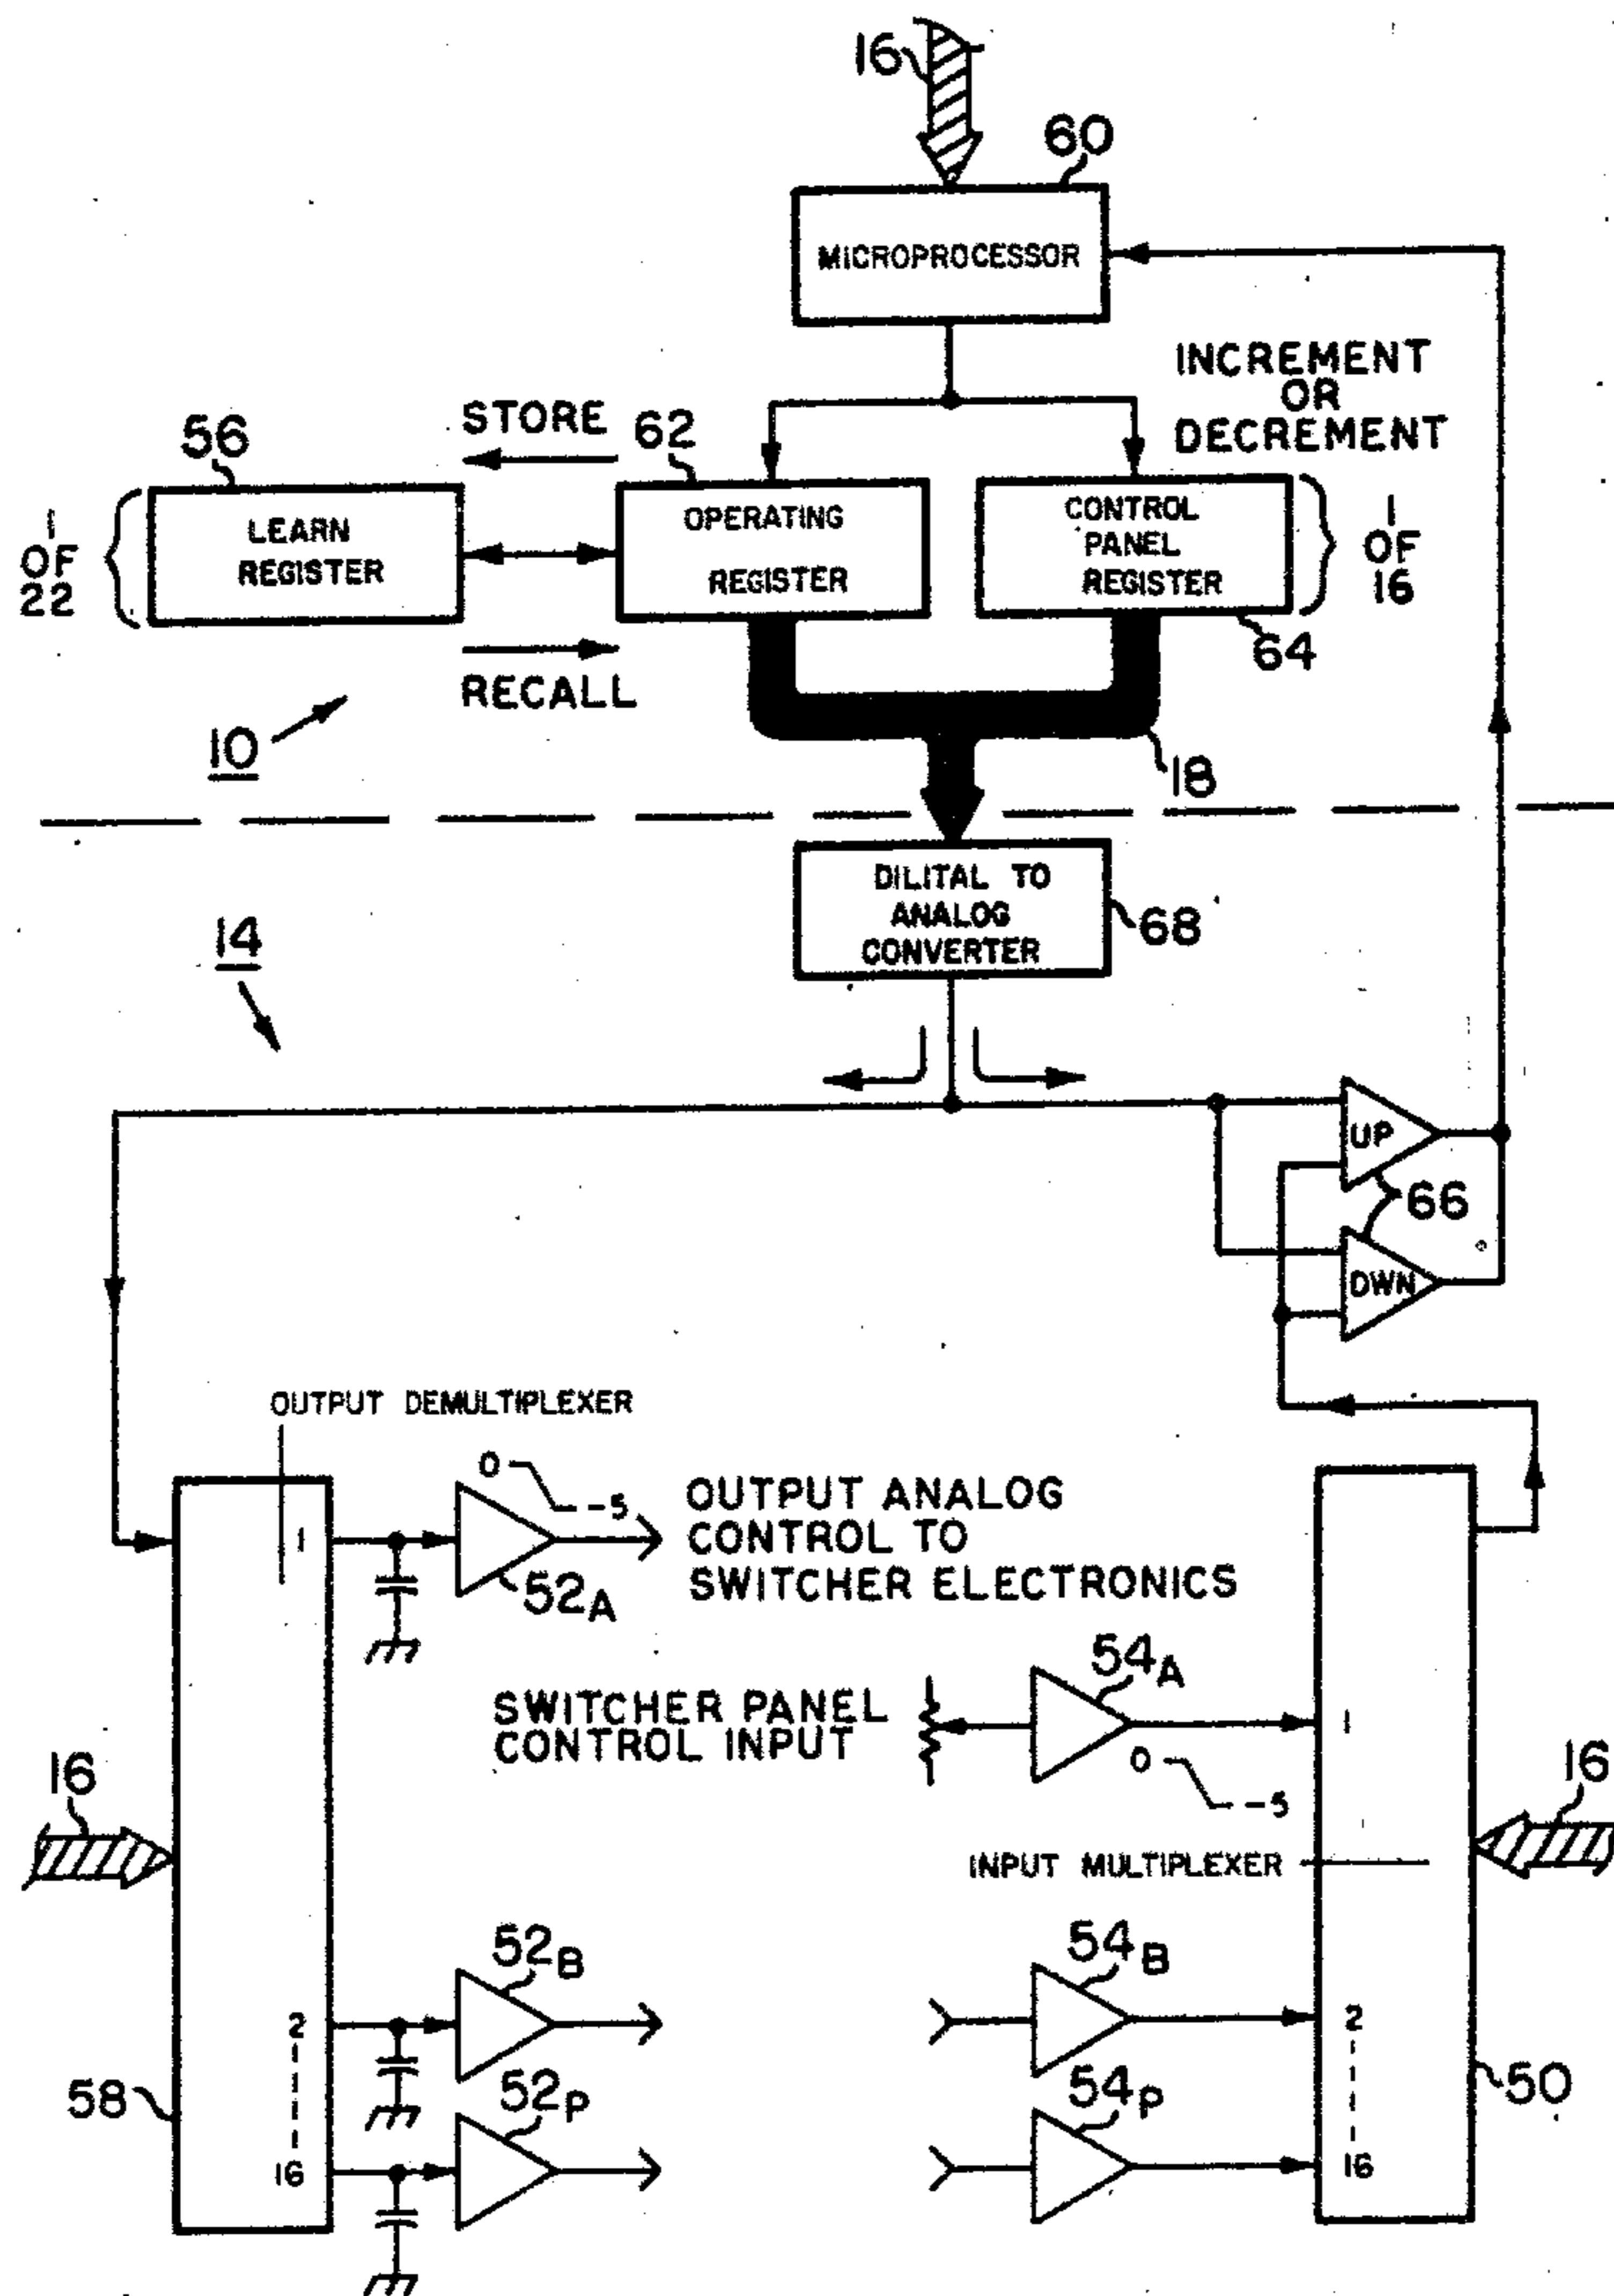 16
60
MICROPROCESSOR
INCREMENT
OR
DECREMENT
STORE
62
56
1
OF
22
LEARN
REGISTER
OPERATING
REGISTER
CONTROL
PANEL
REGISTER
1
OF
16
64
RECALL
10
18
DILITAL TO
ANALOG
CONVERTER
68
14
UP
66
DWN
OUTPUT DEMULTIPLEXER
0
-5
1
52A
OUTPUT ANALOG
CONTROL TO
SWITCHER ELECTRONICS
54A
SWITCHER PANEL
CONTROL INPUT
1
0
-5
16
16
INPUT MULTIPLEXER
52B
54B
2
2
58
52P
54P
50
16
16